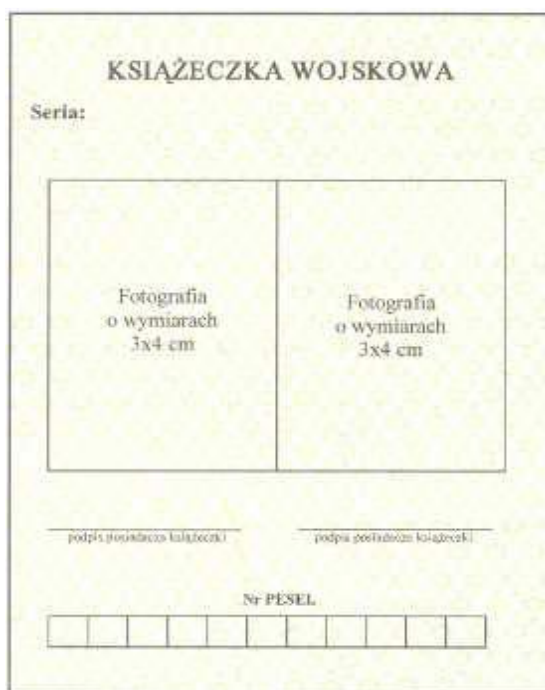 KSIĄŻECZKA WOJSKOWA
Seria:
Fotografia
o wymiarach
3x4 cm
Fotografia
o wymiarach
3x4 cm
podpis posiadacza książeczki
podpis posiadacza książeczki
Nr PESEL